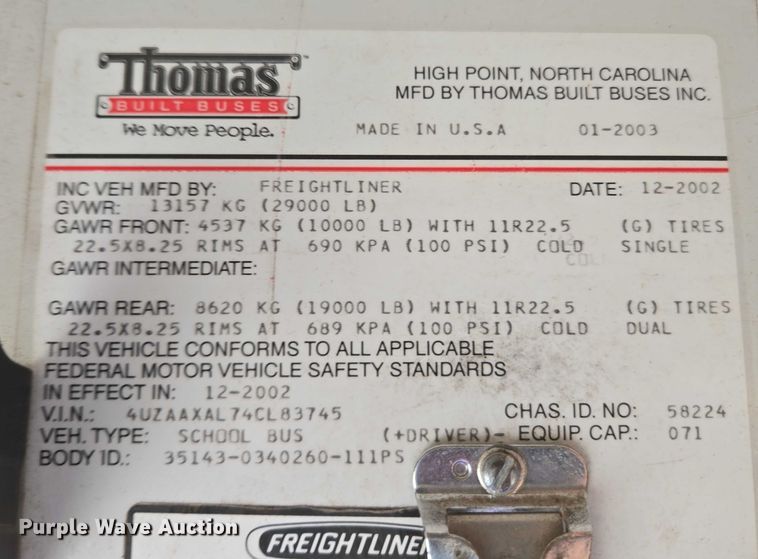 Thomas
BUILT BUSES
We Move People.
HIGH POINT, NORTH CAROLINA
MFD BY THOMAS BUILT BUSES INC.
MADE IN U.S.A 01-2003
INC VEH MFD BY: FREIGHTLINER DATE: 12-2002
GVWR: 13157 KG (29000 LB)
GAWR FRONT: 4537 KG (10000 LB) WITH 11R22.5 (G) TIRES
22.5X8.25 RIMS AT 690 KPA (100 PSI) COLD SINGLE
GAWR INTERMEDIATE:
GAWR REAR: 8620 KG (19000 LB) WITH 11R22.5 (G) TIRES
22.5X8.25 RIMS AT 689 KPA (100 PSI) COLD DUAL
THIS VEHICLE CONFORMS TO ALL APPLICABLE
FEDERAL MOTOR VEHICLE SAFETY STANDARDS
IN EFFECT IN: 12-2002
V.I.N.: 4UZAAXAL74CL83745 CHAS. ID. NO: 58224
VEH. TYPE: SCHOOL BUS (+DRIVER)- EQUIP. CAP.: 071
BODY ID.: 35143-0340260-111PS
FREIGHTLINER
Purple Wave Auction